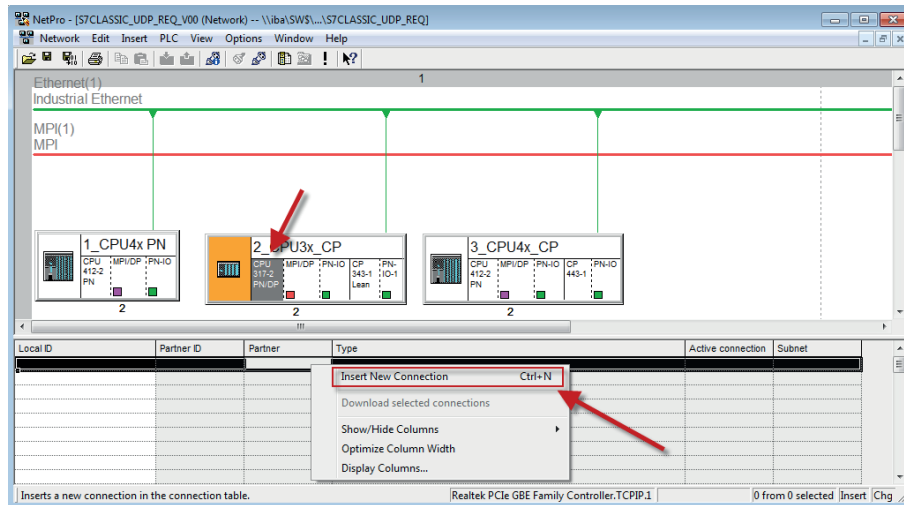 NetPro - [S7CLASSIC_UDP_REQ_V00 (Network) -- \\iba\SW$\...\S7CLASSIC_UDP_REQ]
Network Edit Insert PLC View Options Window Help
1
Ethernet(1)
Industrial Ethernet
MPI(1)
MPI
1_CPU4x PN
CPU 412-2 PN
MPI/DP
PN-IO
2
2_CPU3x_CP
CPU 317-2 PN/DP
MPI/DP
PN-IO
CP 343-1 Lean
PN-IO-1
2
3_CPU4x_CP
CPU 412-2 PN
MPI/DP
PN-IO
CP 443-1
PN-IO
2
Local ID Partner ID Partner Type Active connection Subnet
Insert New Connection Ctrl+N
Download selected connections
Show/Hide Columns
Optimize Column Width
Display Columns...
Inserts a new connection in the connection table. Realtek PCIe GBE Family Controller.TCPIP.1 0 from 0 selected Insert Chg